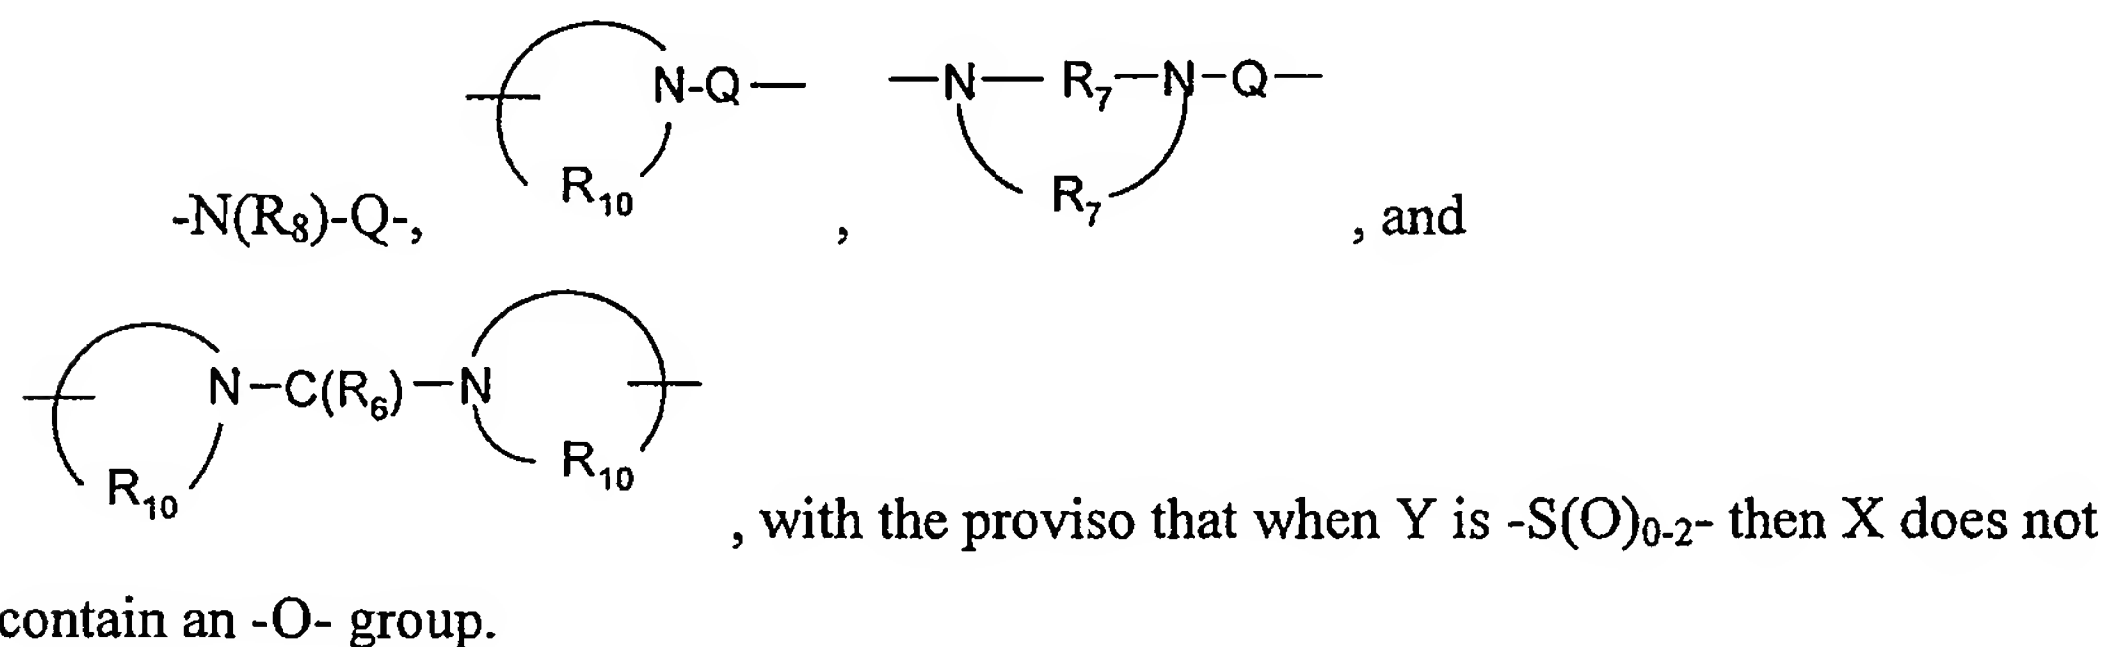 N-Q— —N— R₇—N-Q—
R₁₀ R₇
-N(R₈)-Q-, , , and
N—C(R₆)—N
R₁₀ R₁₀
, with the proviso that when Y is -S(O)₀₋₂- then X does not
contain an -O- group.